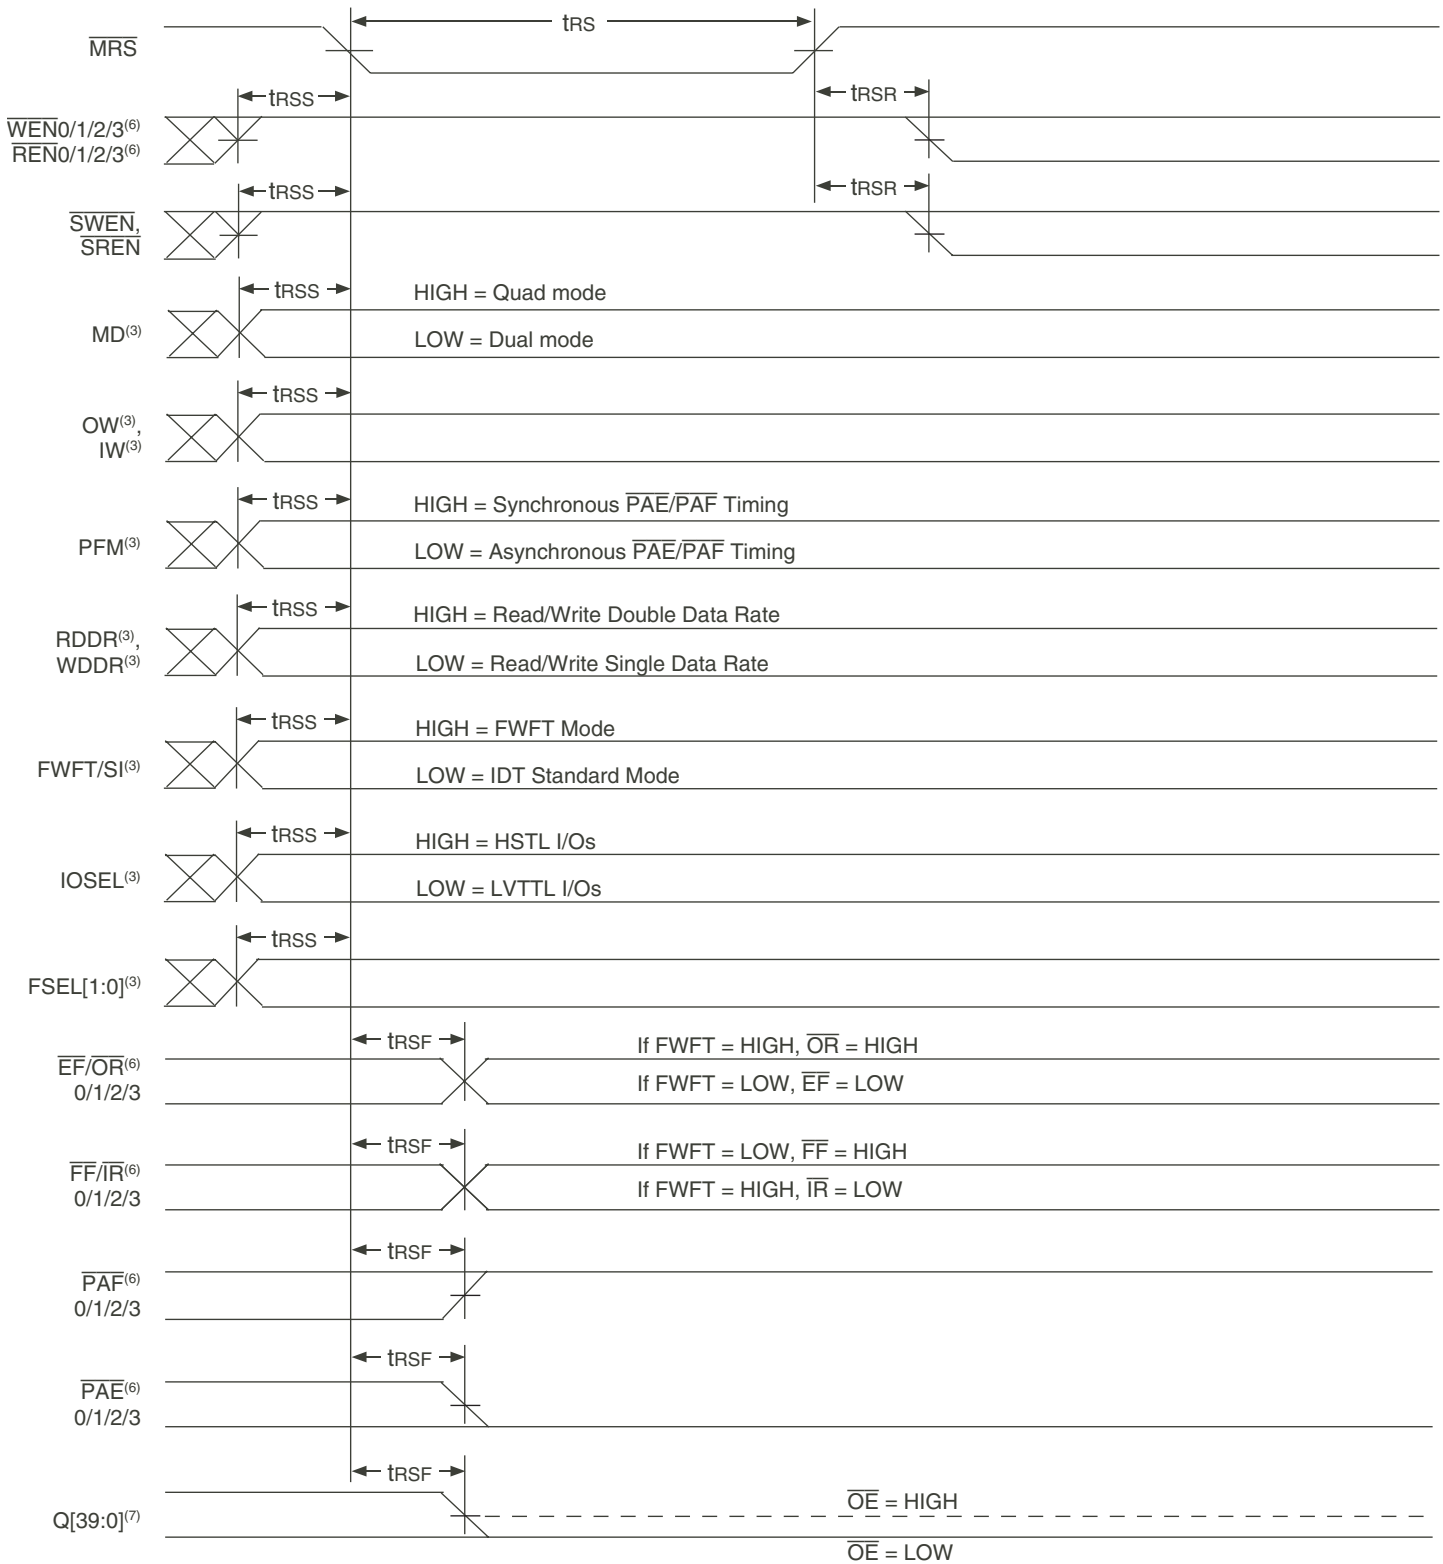 tRS
MRS
tRSS
tRSR
WEN0/1/2/3(6)
REN0/1/2/3(6)
tRSS
tRSR
SWEN,
SREN
tRSS
HIGH = Quad mode
MD(3)
LOW = Dual mode
tRSS
OW(3),
IW(3)
tRSS
HIGH = Synchronous PAE/PAF Timing
PFM(3)
LOW = Asynchronous PAE/PAF Timing
tRSS
HIGH = Read/Write Double Data Rate
RDDR(3),
WDDR(3)
LOW = Read/Write Single Data Rate
tRSS
HIGH = FWFT Mode
FWFT/SI(3)
LOW = IDT Standard Mode
tRSS
HIGH = HSTL I/Os
IOSEL(3)
LOW = LVTTL I/Os
tRSS
FSEL[1:0](3)
tRSF
If FWFT = HIGH, OR = HIGH
EF/OR(6)
0/1/2/3
If FWFT = LOW, EF = LOW
tRSF
If FWFT = LOW, FF = HIGH
FF/IR(6)
0/1/2/3
If FWFT = HIGH, IR = LOW
tRSF
PAF(6)
0/1/2/3
tRSF
PAE(6)
0/1/2/3
tRSF
OE = HIGH
Q[39:0](7)
OE = LOW